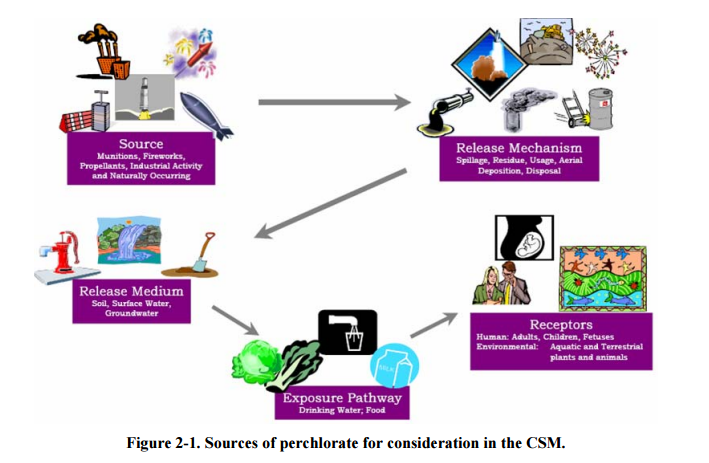 Source
Munitions, Fireworks,
Propellants, Industrial Activity
and Naturally Occurring
Release Mechanism
Spillage, Residue, Usage, Aerial
Deposition, Disposal
Release Medium
Soil, Surface Water,
Groundwater
MILK
Exposure Pathway
Drinking Water; Food
Receptors
Human: Adults, Children, Fetuses
Environmental: Aquatic and Terrestrial
plants and animals
Figure 2-1. Sources of perchlorate for consideration in the CSM.